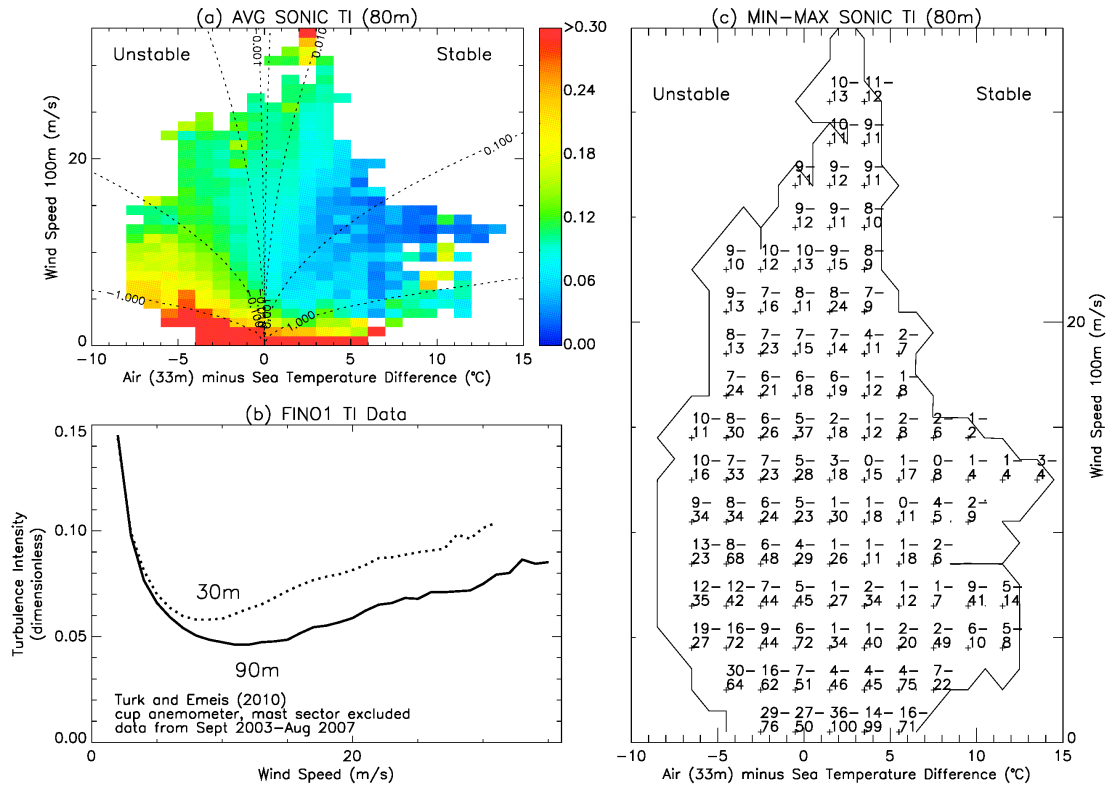 (a) AVG SONIC TI (80m)
Unstable
Stable
0.001
0.010
0.100
1.000
1.000
20
0
Wind Speed 100m (m/s)
−10 −5 0 5 10 15
Air (33m) minus Sea Temperature Difference (°C)
>0.30
0.24
0.18
0.12
0.06
0.00
(b) FINO1 TI Data
0.15
0.10
0.05
0.00
Turbulence Intensity
(dimensionless)
30m
90m
Turk and Emeis (2010)
cup anemometer, mast sector excluded
data from Sept 2003−Aug 2007
0 20
Wind Speed (m/s)
(c) MIN−MAX SONIC TI (80m)
Unstable
Stable
10− 11−
13 12
10− 9−
11 11
9− 9− 9−
11 12 11
9− 9− 8−
12 11 10
9− 10− 10− 9− 8−
10 12 13 15 9
9− 7− 8− 8− 7−
13 16 11 24 9
8− 7− 7− 7− 4− 2−
13 23 15 14 11 7
7− 6− 6− 6− 1− 1−
24 21 18 19 12 8
10− 8− 6− 5− 2− 1− 2− 2− 1−
11 30 26 37 18 12 8 6 2
10− 7− 7− 5− 3− 0− 1− 0− 1− 1− 3−
16 33 23 28 18 15 17 8 4 4 4
9− 8− 6− 5− 1− 1− 0− 4− 2−
34 34 24 23 30 18 11 5 9
13− 8− 6− 4− 1− 1− 1− 2−
23 68 48 29 26 11 18 6
12− 12− 7− 5− 1− 2− 1− 1− 9− 5−
35 42 44 45 27 34 12 7 41 14
19− 16− 9− 6− 1− 1− 2− 2− 6− 5−
27 72 44 72 34 40 20 49 10 8
30− 16− 7− 4− 4− 4− 7−
64 62 51 46 45 75 22
29− 27− 36− 14− 16−
76 50 100 99 71
20
0
Wind Speed 100m (m/s)
−10 −5 0 5 10 15
Air (33m) minus Sea Temperature Difference (°C)